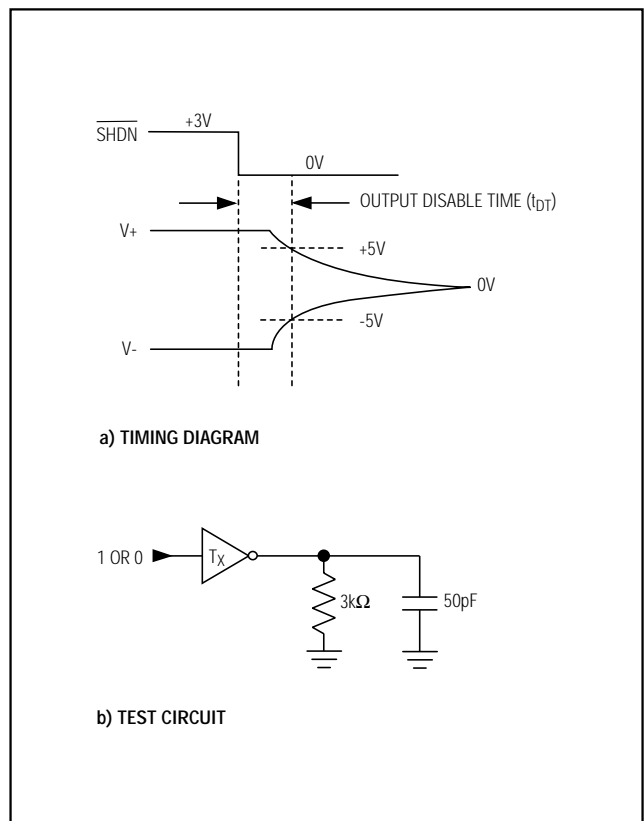 +3V
SHDN
0V
OUTPUT DISABLE TIME (tDT)
V+
+5V
0V
-5V
V-
a) TIMING DIAGRAM
1 OR 0
TX
3kΩ
50pF
b) TEST CIRCUIT